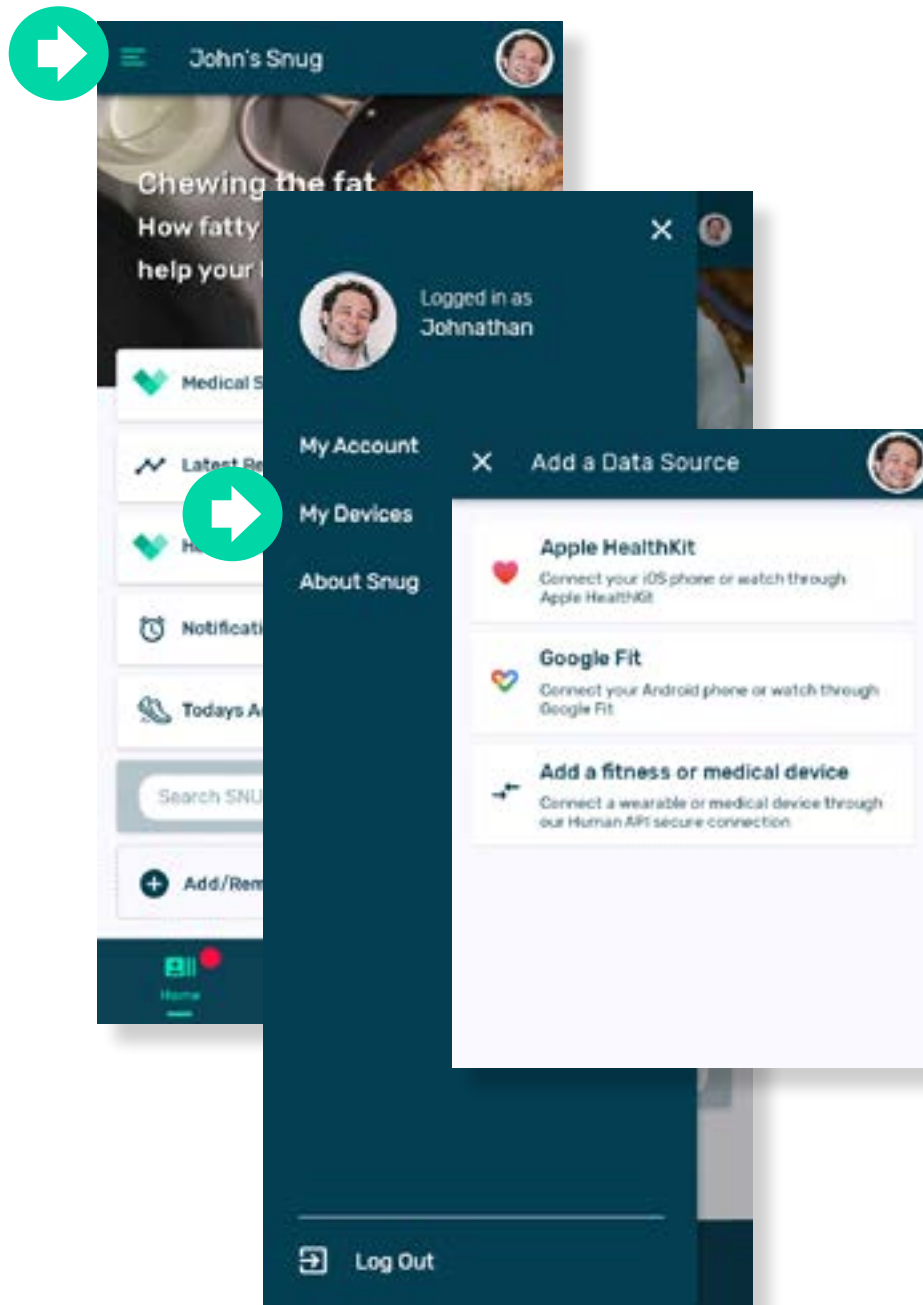 John's Snug
Chewing the fat
How fatty
help your
Medical S
Latest Re
Notificati
Todays A
Search SNU
Add/Rem
Home
Logged in as
Johnathan
My Account
My Devices
About Snug
Log Out
Add a Data Source
Apple HealthKit
Connect your iOS phone or watch through
Apple HealthKit
Google Fit
Connect your Android phone or watch through
Google Fit
Add a fitness or medical device
Connect a wearable or medical device through
our Human API secure connection